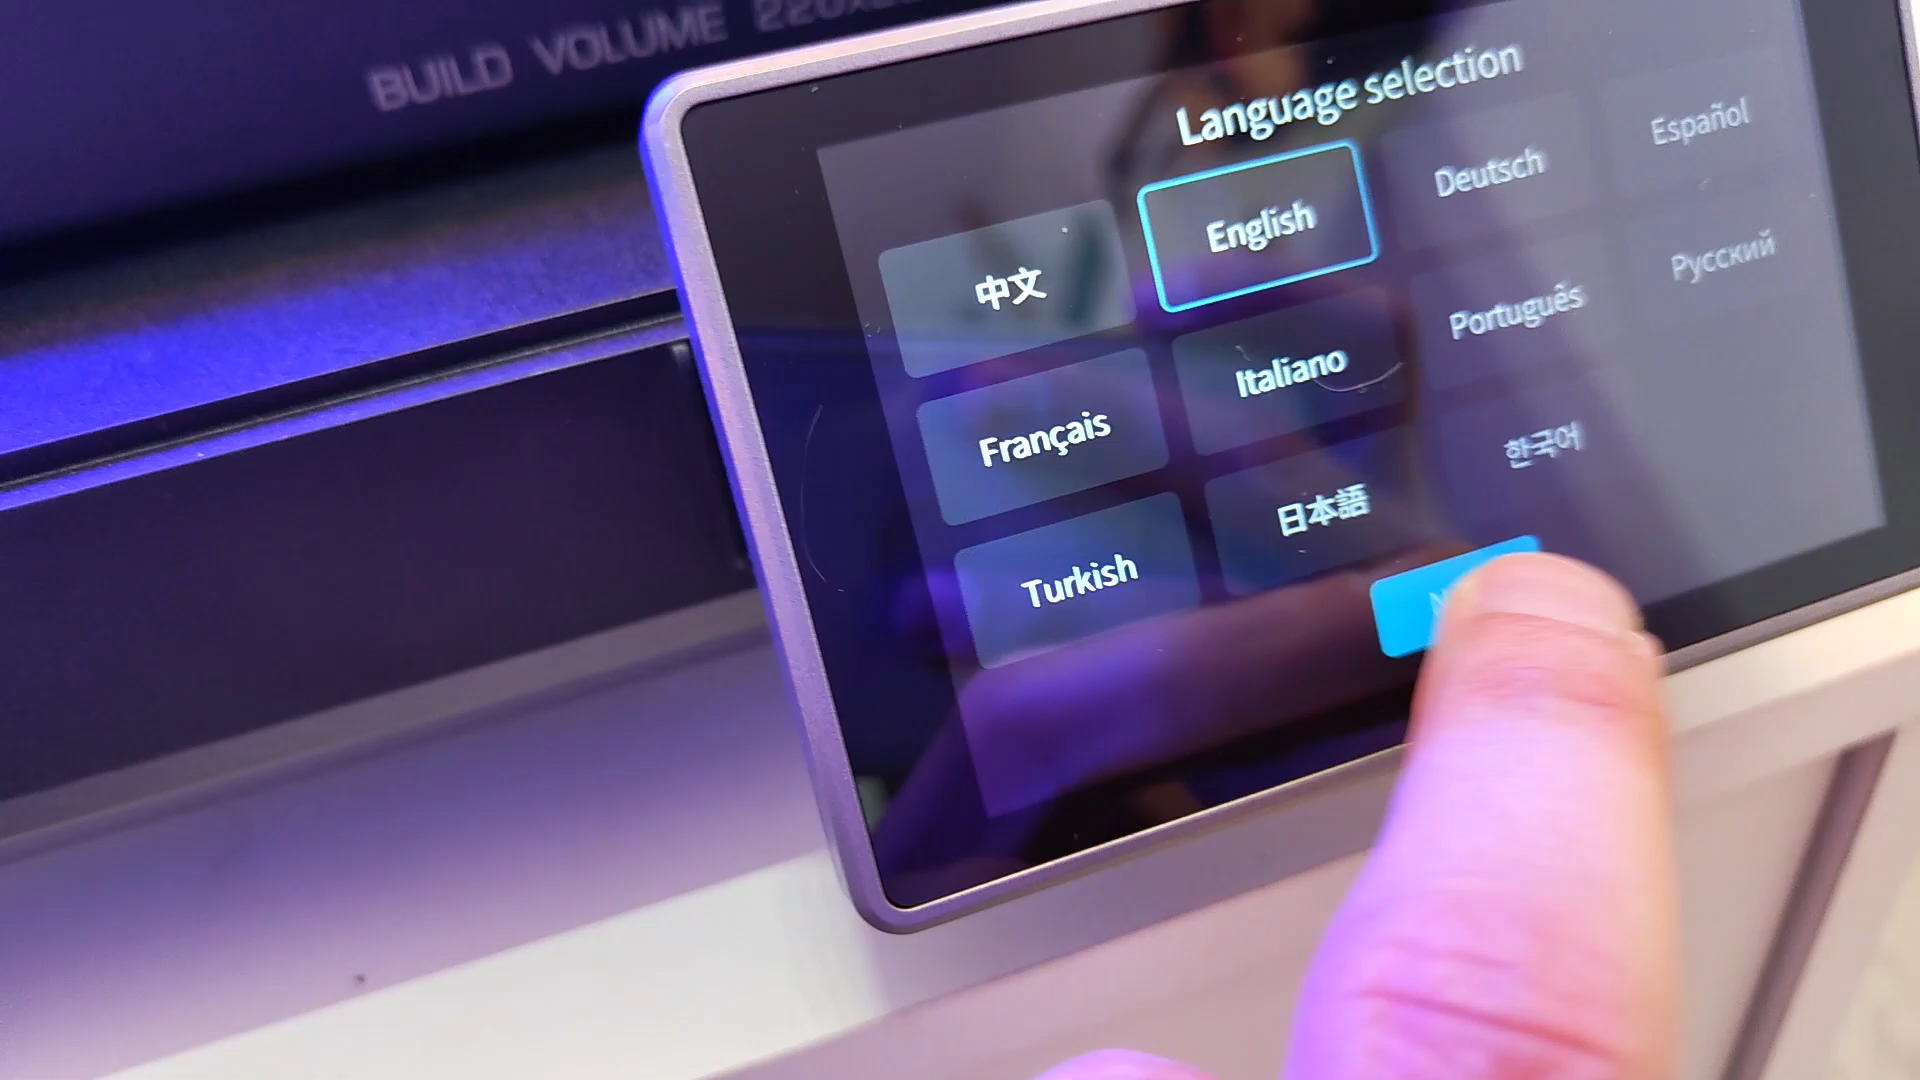 BUILD VOLUME
Language selection
中文 English Deutsch Español
Français Italiano Português Русский
Turkish 日本語 한국어